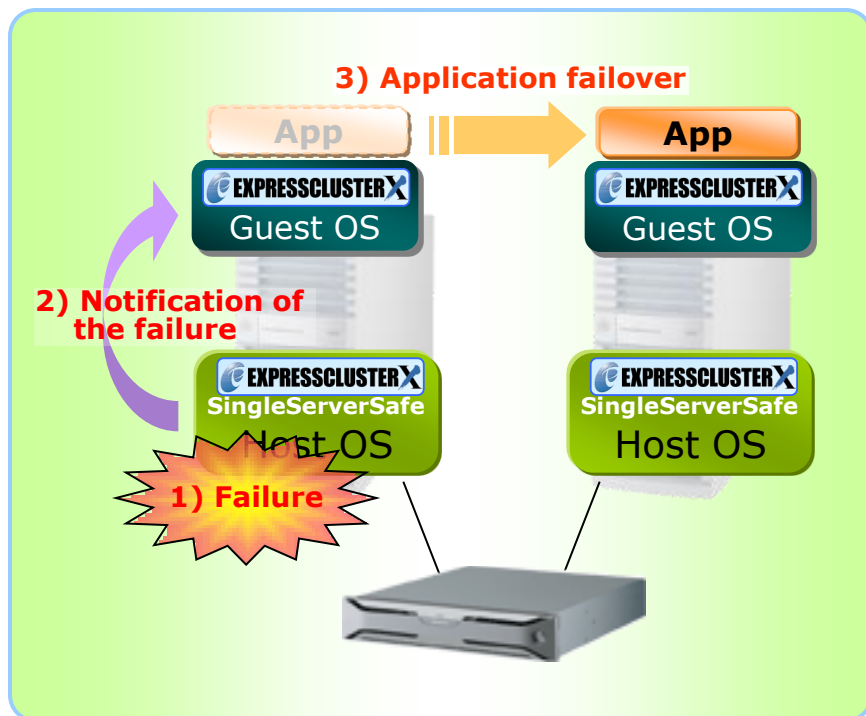 3) Application failover
App
App
EXPRESSCLUSTER X
Guest OS
EXPRESSCLUSTER X
Guest OS
2) Notification of
the failure
EXPRESSCLUSTER X
SingleServerSafe
Host OS
EXPRESSCLUSTER X
SingleServerSafe
Host OS
1) Failure